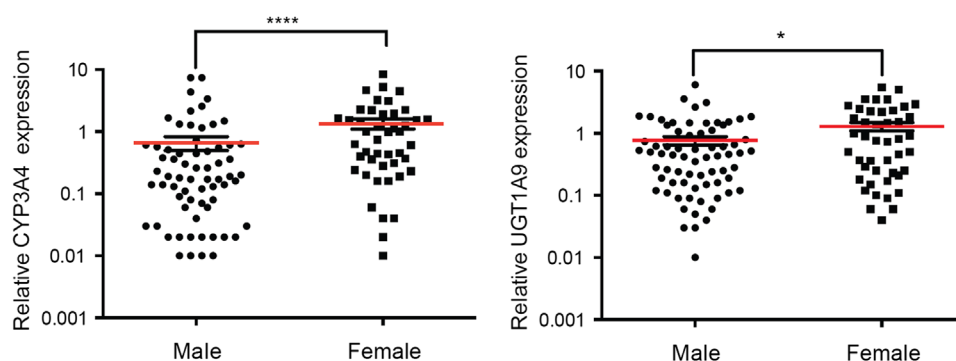 ****
Relative CYP3A4 expression
10
1
0.1
0.01
0.001
Male
Female
*
Relative UGT1A9 expression
10
1
0.1
0.01
0.001
Male
Female